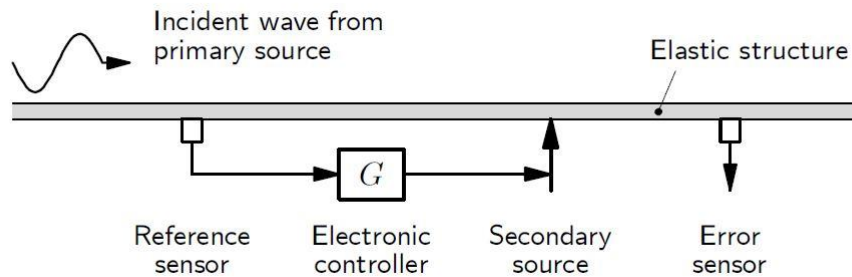 Incident wave from
primary source
Elastic structure
G
Reference
sensor
Electronic
controller
Secondary
source
Error
sensor